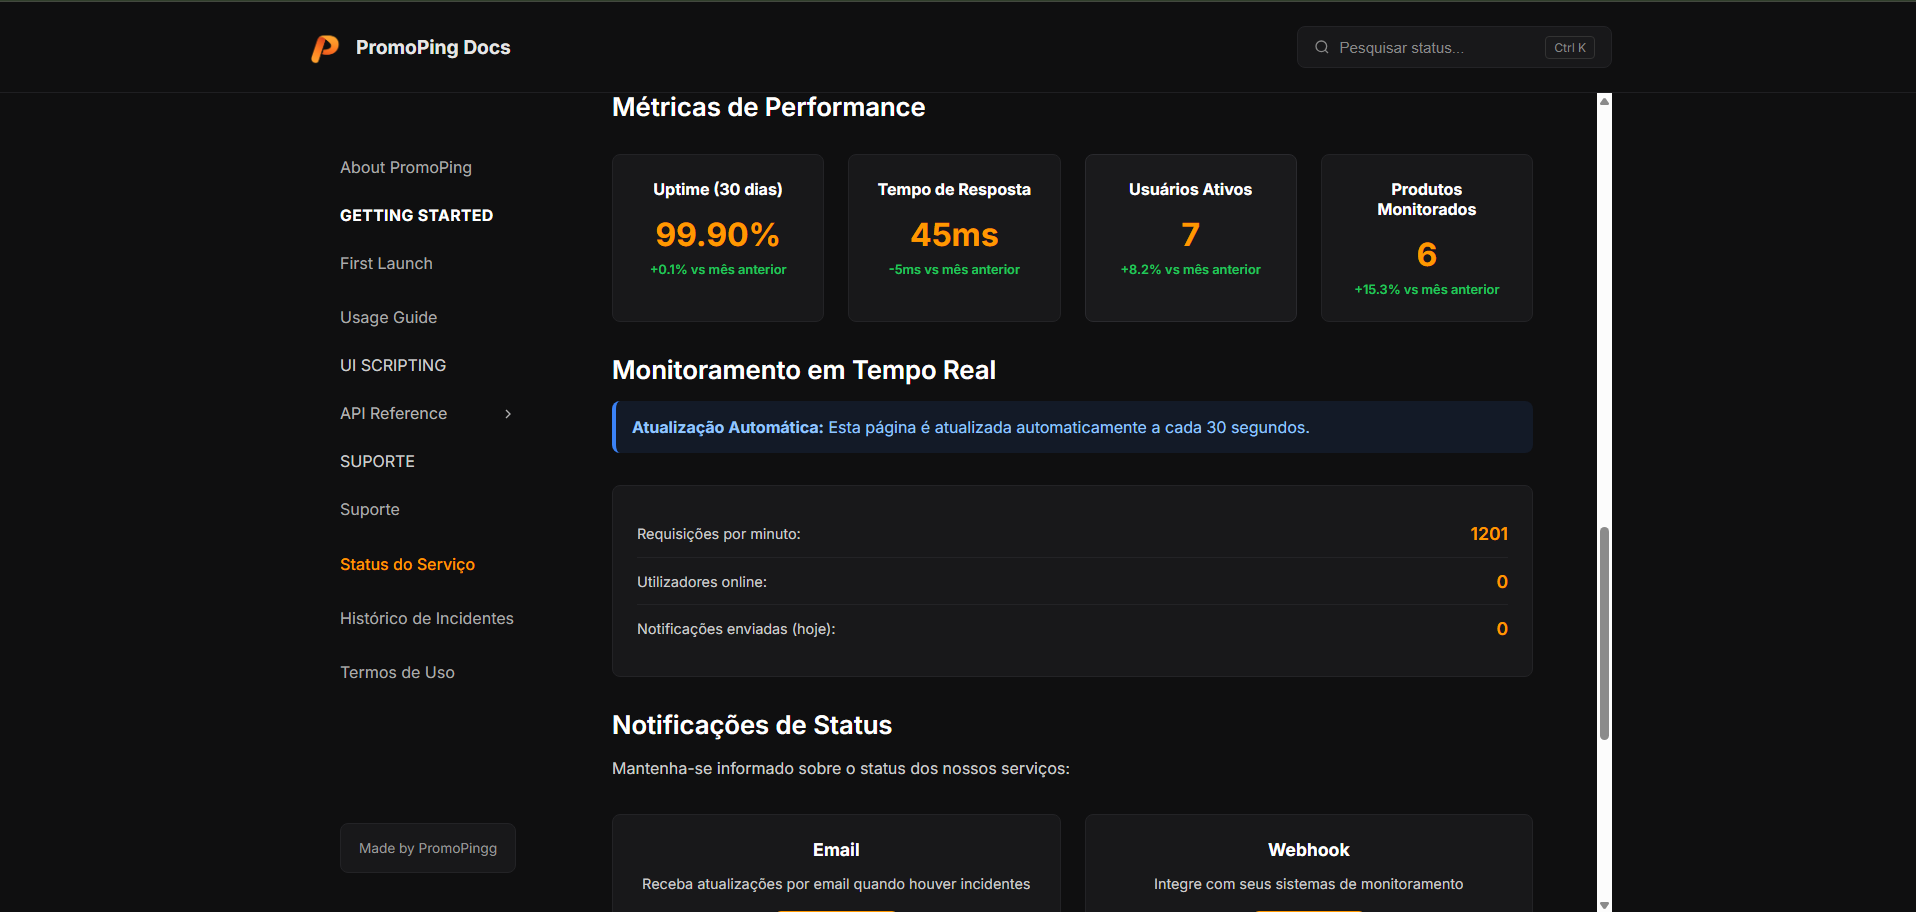 PromoPing Docs
Pesquisar status...
Ctrl K
About PromoPing
GETTING STARTED
First Launch
Usage Guide
UI SCRIPTING
API Reference
SUPORTE
Suporte
Status do Serviço
Histórico de Incidentes
Termos de Uso
Made by PromoPingg
Métricas de Performance
Uptime (30 dias)
99.90%
+0.1% vs mês anterior
Tempo de Resposta
45ms
-5ms vs mês anterior
Usuários Ativos
7
+8.2% vs mês anterior
Produtos
Monitorados
6
+15.3% vs mês anterior
Monitoramento em Tempo Real
Atualização Automática: Esta página é atualizada automaticamente a cada 30 segundos.
Requisições por minuto: 1201
Utilizadores online: 0
Notificações enviadas (hoje): 0
Notificações de Status
Mantenha-se informado sobre o status dos nossos serviços:
Email
Receba atualizações por email quando houver incidentes
Webhook
Integre com seus sistemas de monitoramento